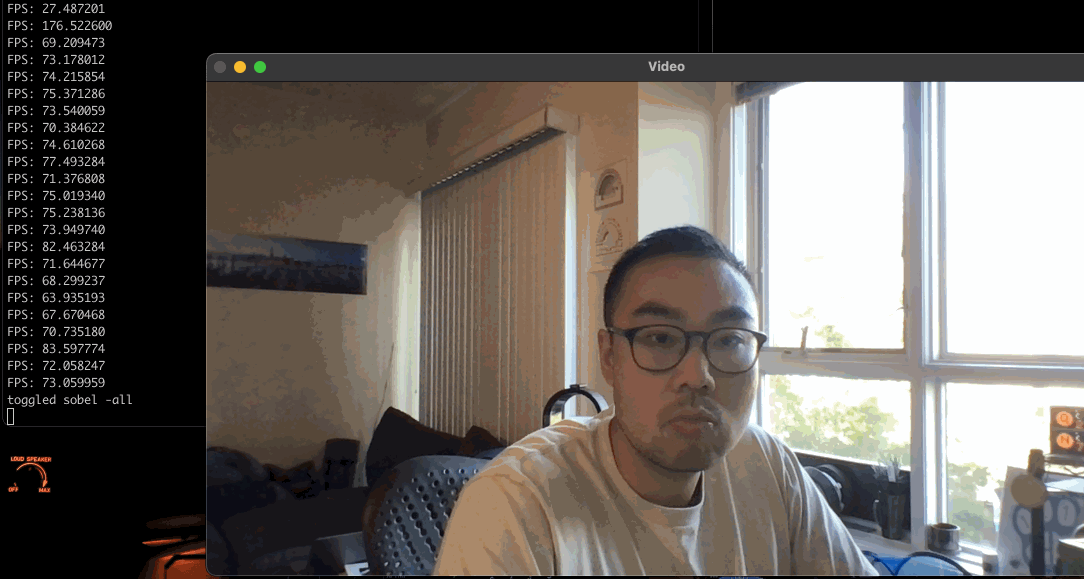 FPS: 27.487201
FPS: 176.522600
FPS: 69.209473
FPS: 73.178012
FPS: 74.215854
FPS: 75.371286
FPS: 73.540059
FPS: 70.384622
FPS: 74.610268
FPS: 77.493284
FPS: 71.376808
FPS: 75.019340
FPS: 75.238136
FPS: 73.949740
FPS: 82.463284
FPS: 71.644677
FPS: 68.299237
FPS: 63.935193
FPS: 67.670468
FPS: 70.735180
FPS: 83.597774
FPS: 72.058247
FPS: 73.059959
toggled sobel -all
Video
LOUD SPEAKER
OFF MAX